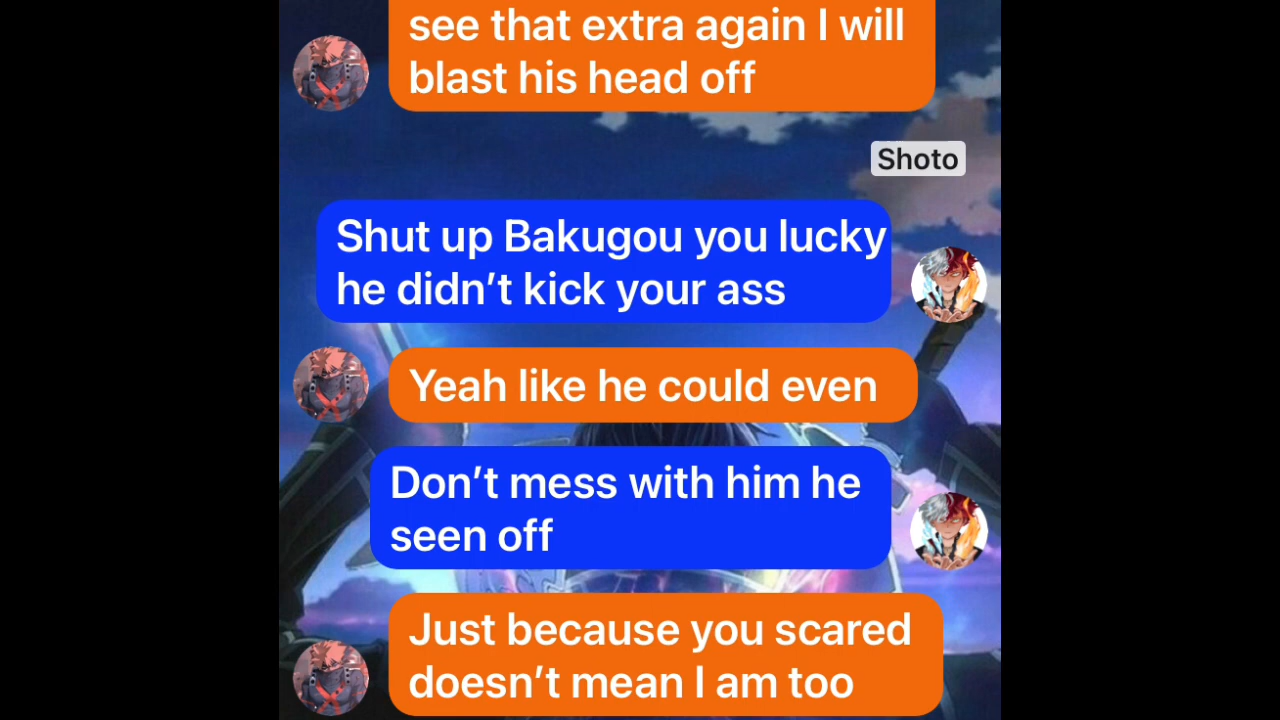 see that extra again I will
blast his head off
Shoto
Shut up Bakugou you lucky
he didn’t kick your ass
Yeah like he could even
Don’t mess with him he
seen off
Just because you scared
doesn’t mean I am too